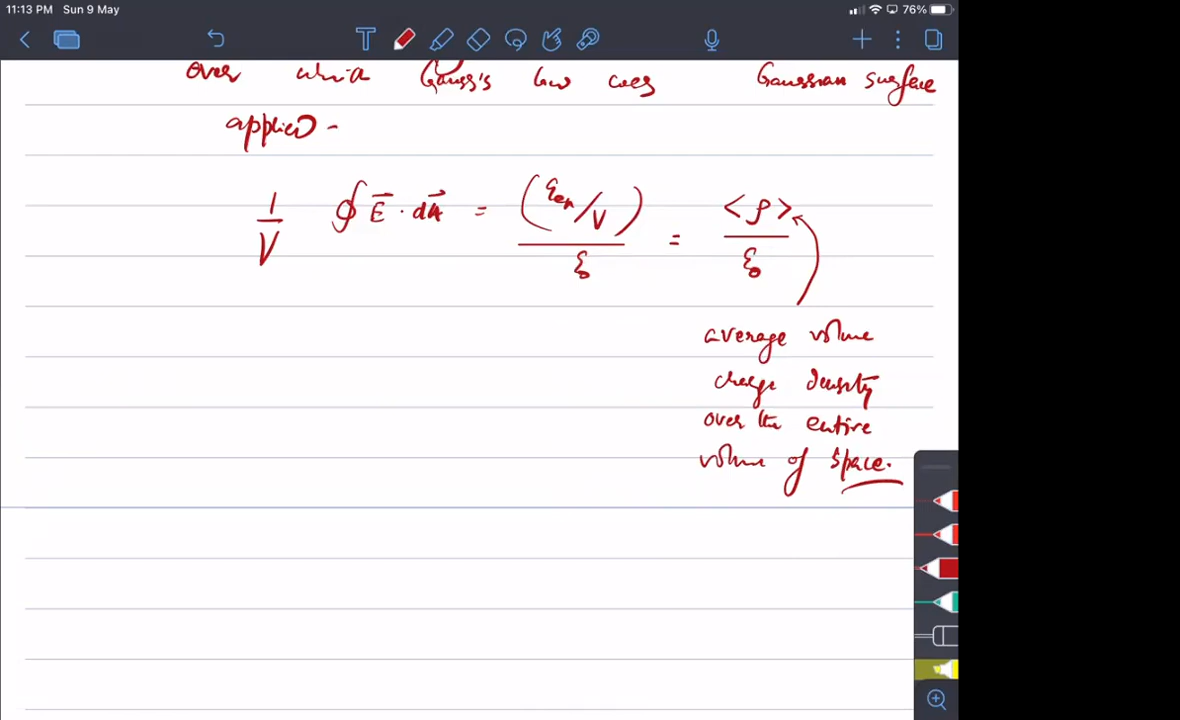 11:13 PM Sun 9 May 76%
over which Gauss's law was Gaussian surface
applied -
1/V ∮ E⃗ · dA⃗ = (qen/V)/ε₀ = <ρ>/ε₀
average volume
charge density
over the entire
volume of space.